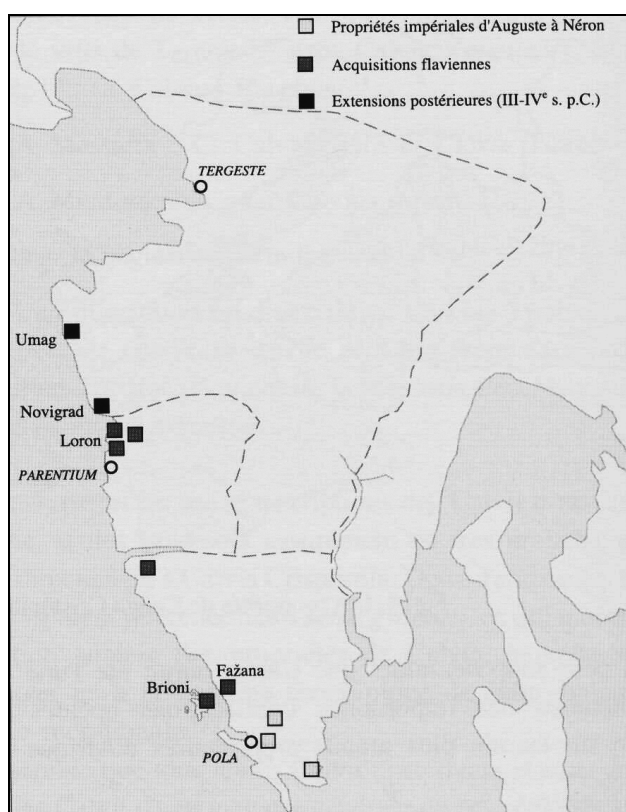 Propriétés impériales d'Auguste à Néron
Acquisitions flaviennes
Extensions postérieures (III-IVe s. p.C.)
TERGESTE
Umag
Novigrad
Loron
PARENTIUM
Fažana
Brioni
POLA